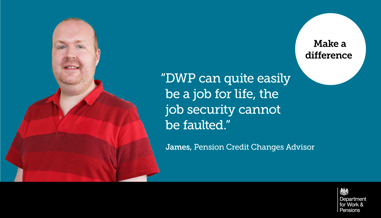 Make a
difference
“DWP can quite easily
be a job for life, the
job security cannot
be faulted.”
James, Pension Credit Changes Advisor
Department
for Work &
Pensions